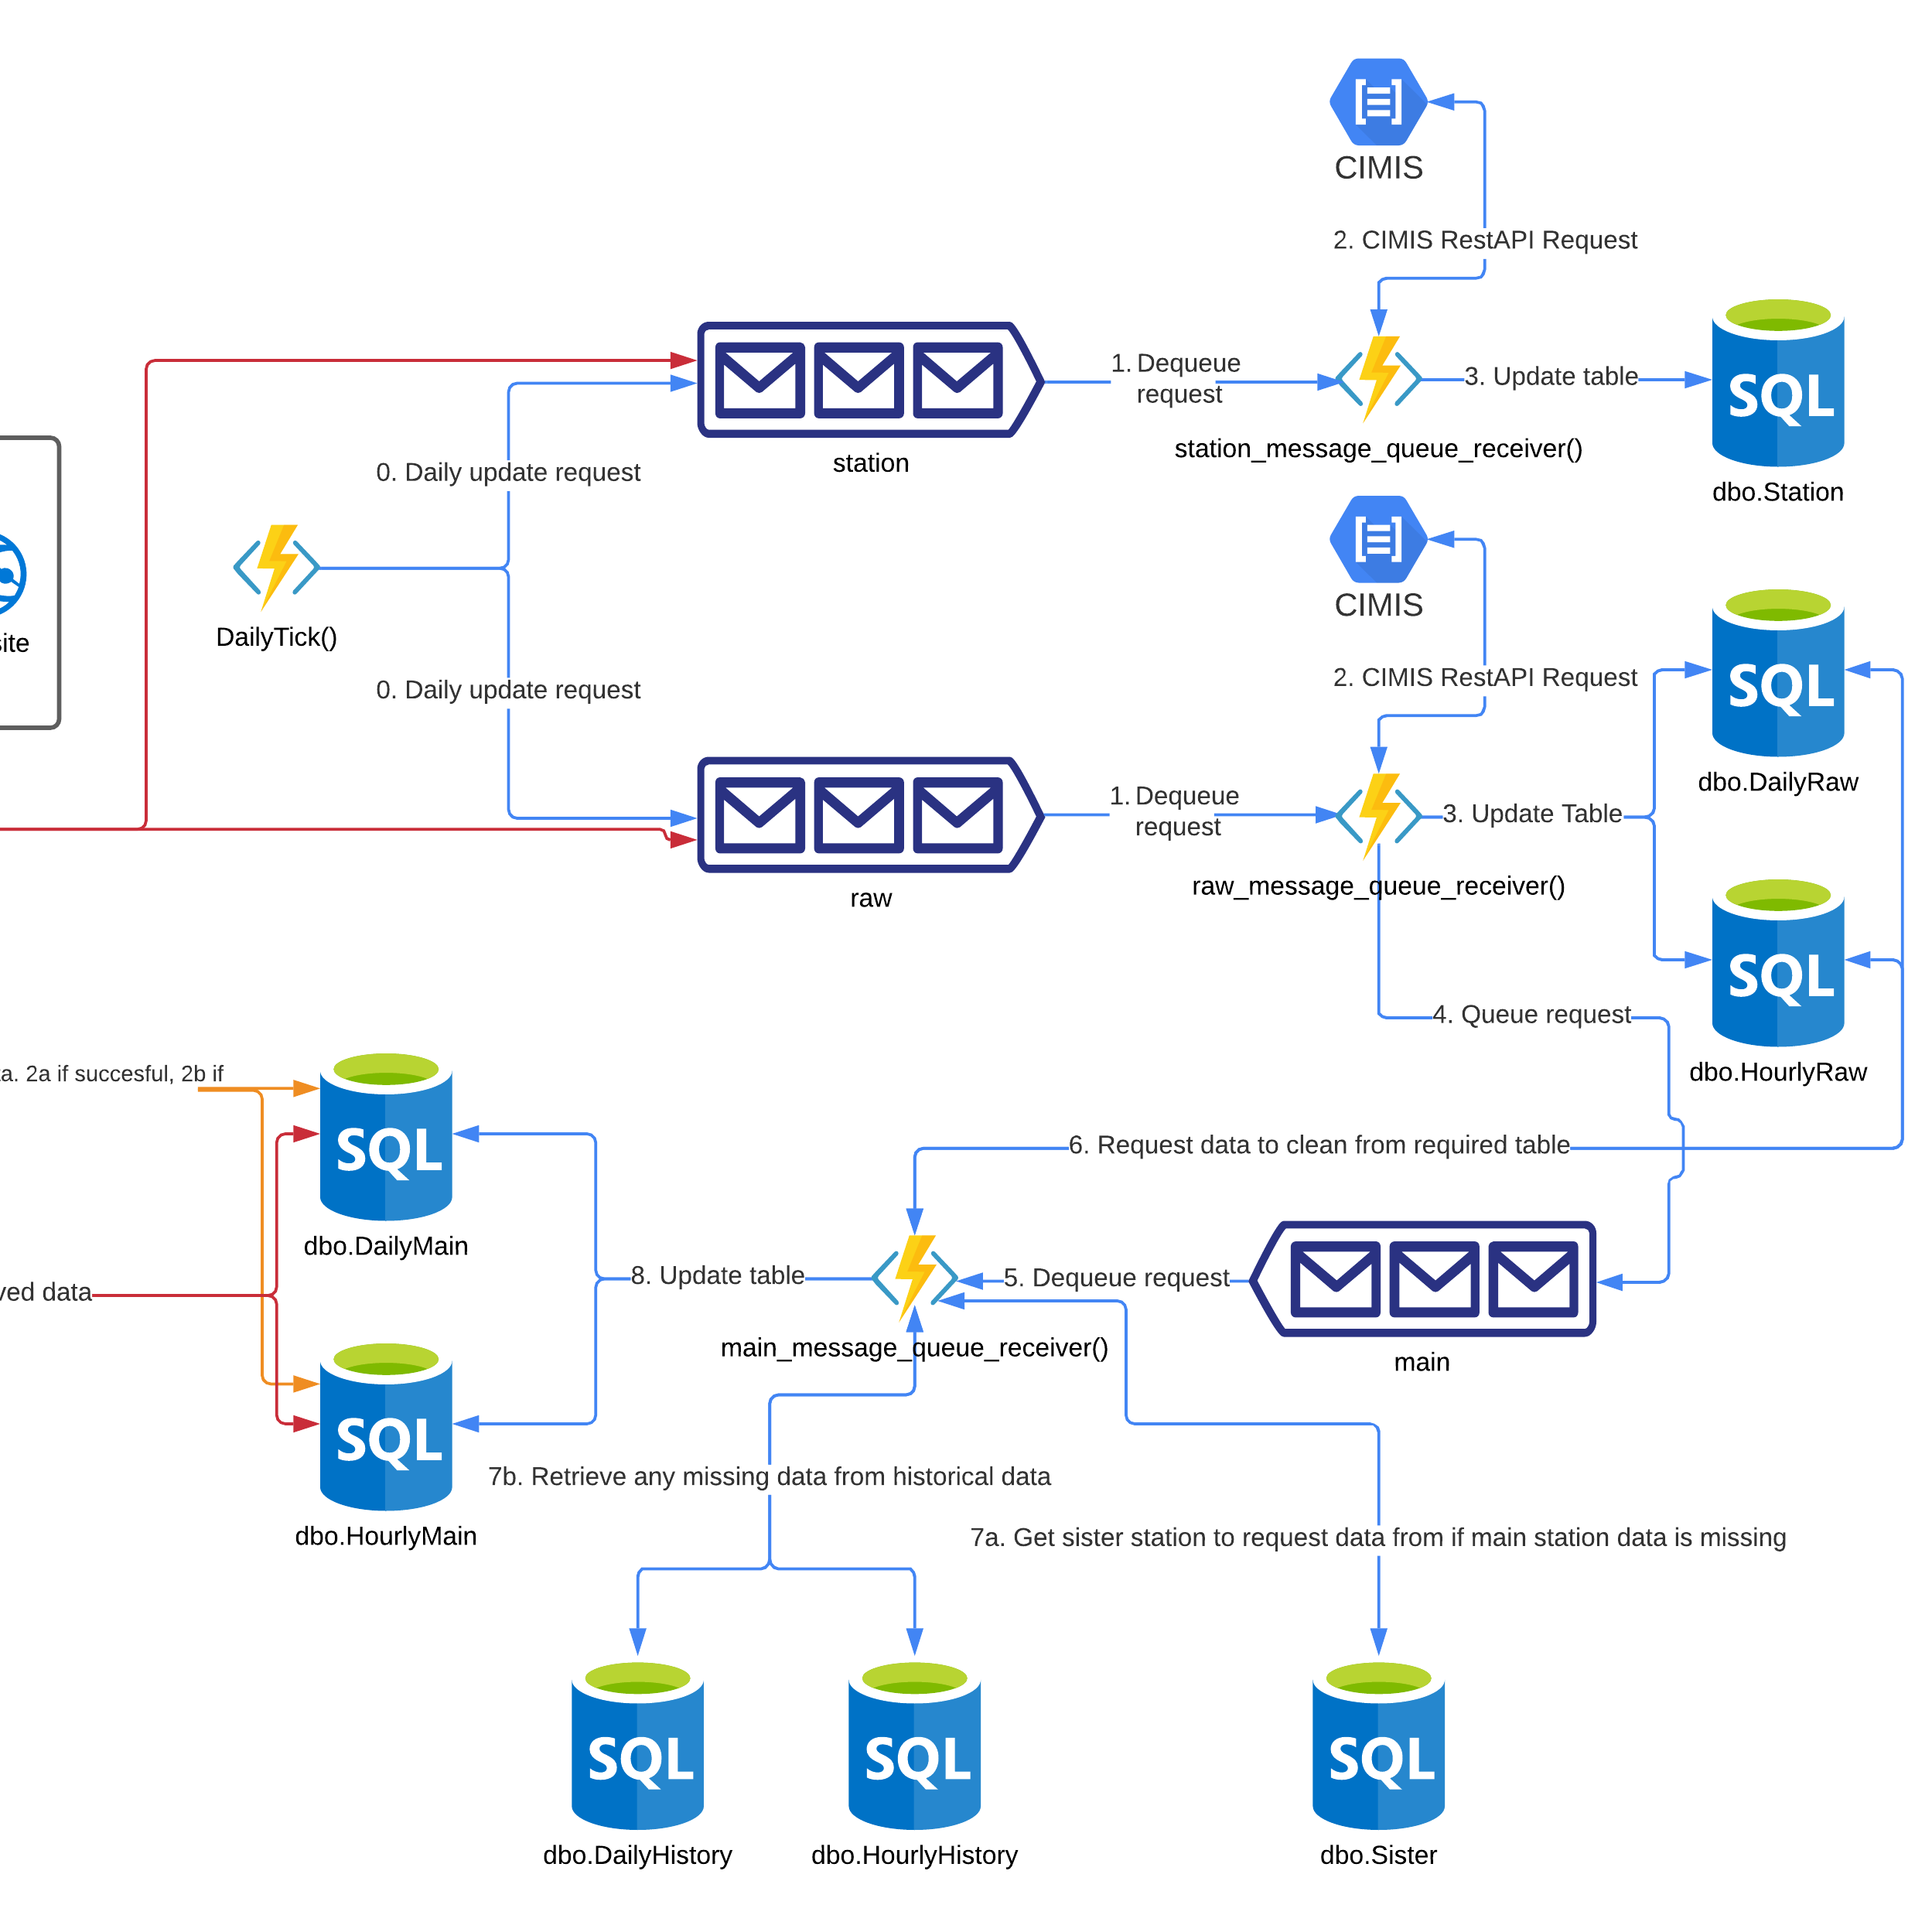 CIMIS
2. CIMIS RestAPI Request
1. Dequeue
request
3. Update table
SQL
station
station_message_queue_receiver()
dbo.Station
0. Daily update request
CIMIS
DailyTick()
0. Daily update request
2. CIMIS RestAPI Request
SQL
dbo.DailyRaw
1. Dequeue
request
3. Update Table
raw
raw_message_queue_receiver()
SQL
4. Queue request
dbo.HourlyRaw
2a if succesful, 2b if
SQL
6. Request data to clean from required table
dbo.DailyMain
8. Update table
5. Dequeue request
data
main_message_queue_receiver()
main
SQL
7b. Retrieve any missing data from historical data
dbo.HourlyMain
7a. Get sister station to request data from if main station data is missing
SQL
SQL
SQL
dbo.DailyHistory
dbo.HourlyHistory
dbo.Sister